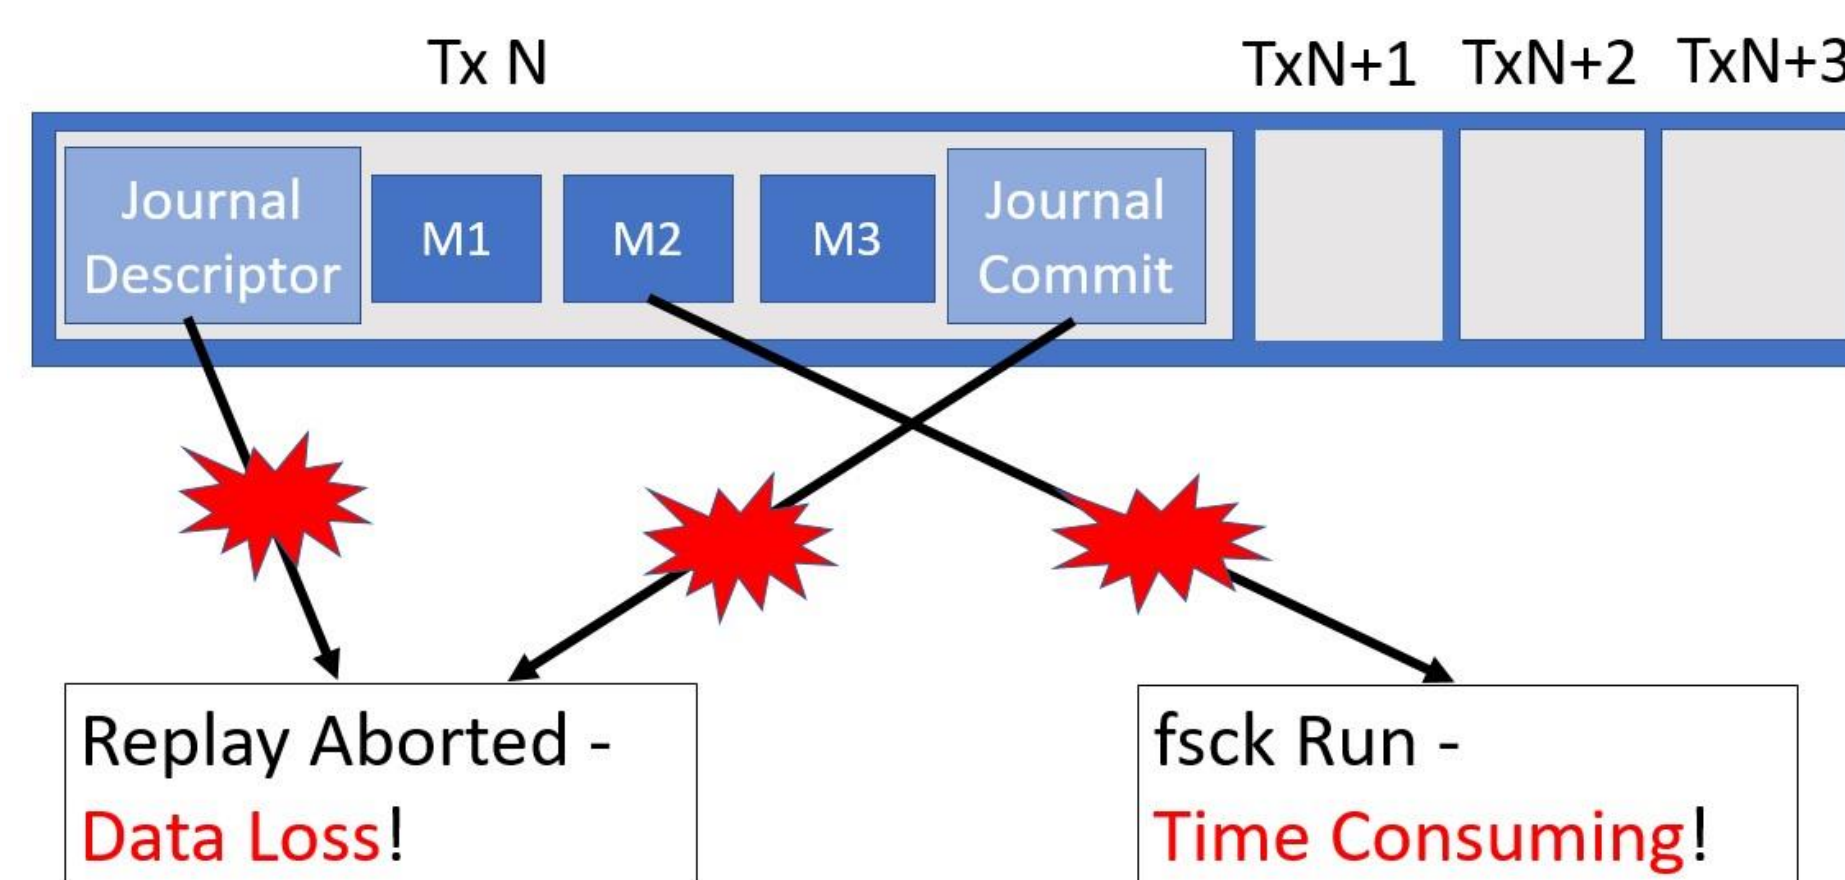 Tx N TxN+1 TxN+2 TxN+3
Journal
Descriptor
M1
M2
M3
Journal
Commit
Replay Aborted -
Data Loss!
fsck Run -
Time Consuming!